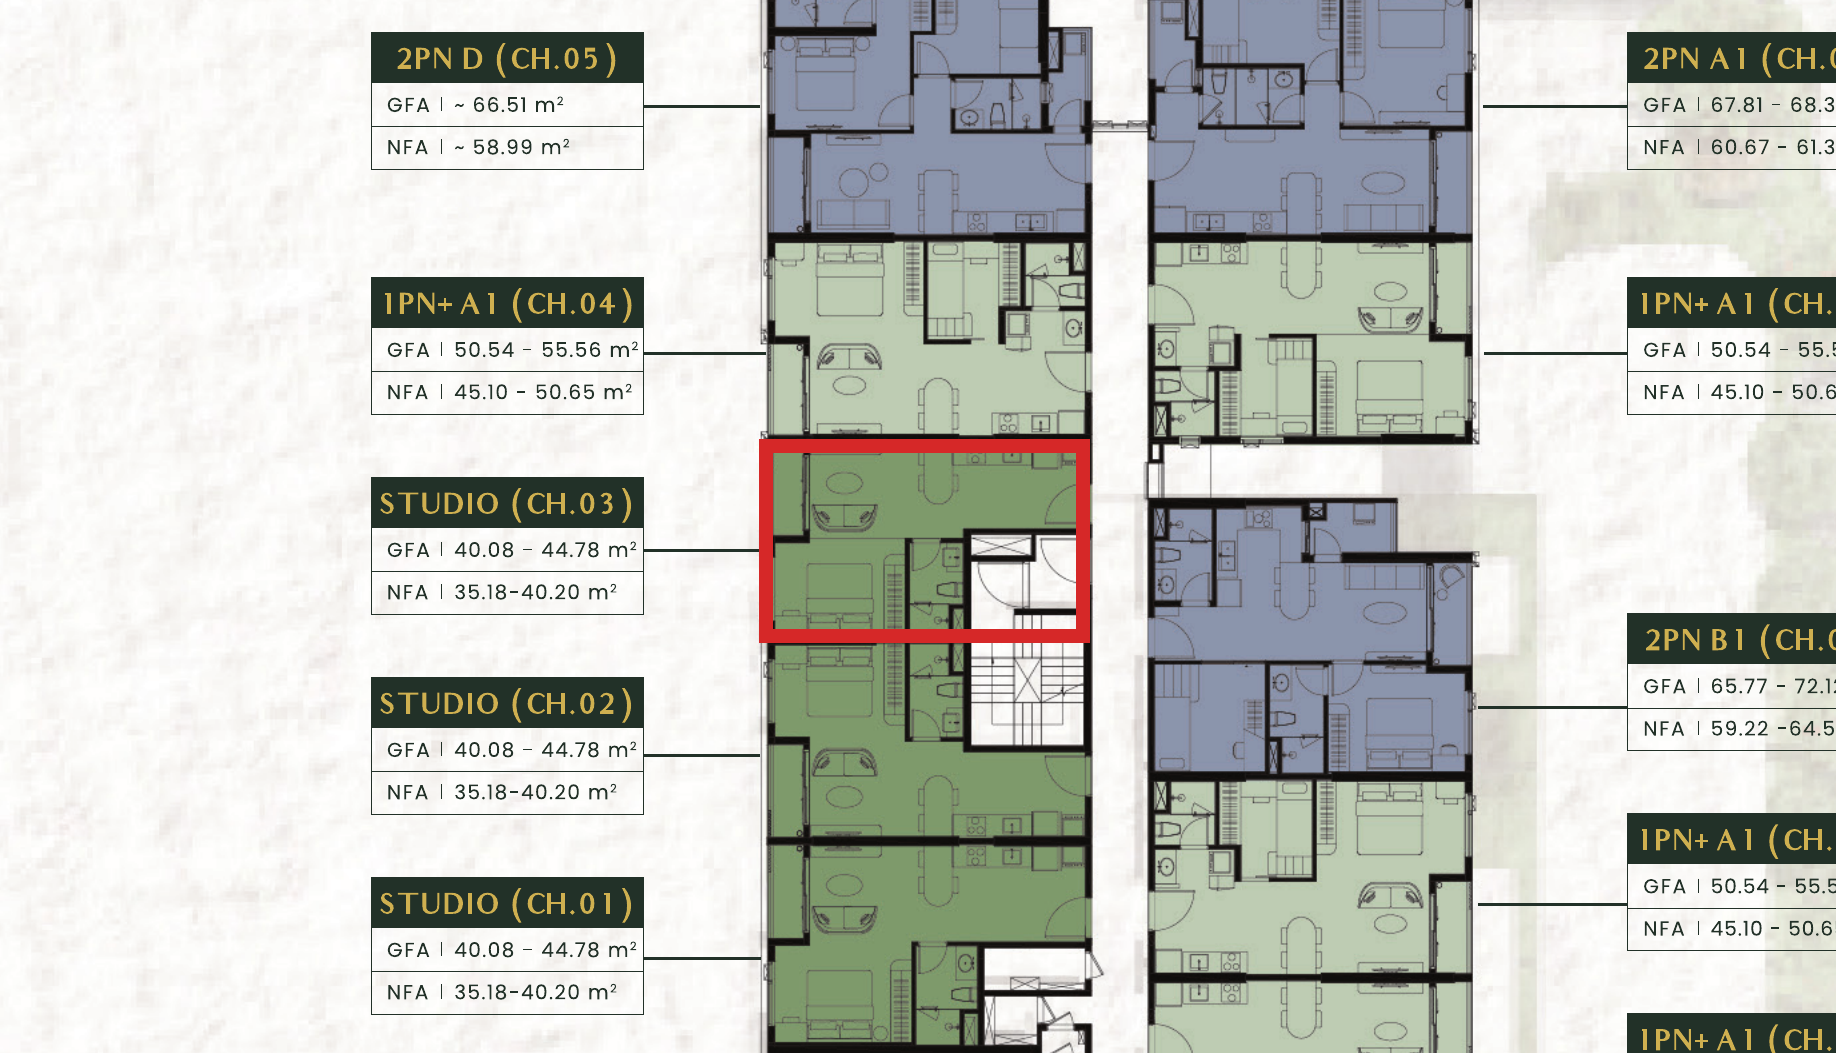 2PN D (CH.05)
GFA | ~ 66.51 m²
NFA | ~ 58.99 m²
1PN+ A1 (CH.04)
GFA | 50.54 - 55.56 m²
NFA | 45.10 - 50.65 m²
STUDIO (CH.03)
GFA | 40.08 - 44.78 m²
NFA | 35.18-40.20 m²
STUDIO (CH.02)
GFA | 40.08 - 44.78 m²
NFA | 35.18-40.20 m²
STUDIO (CH.01)
GFA | 40.08 - 44.78 m²
NFA | 35.18-40.20 m²
2PN A1 (CH.
GFA | 67.81 - 68.3
NFA | 60.67 - 61.3
1PN+ A1 (CH.
GFA | 50.54 - 55.5
NFA | 45.10 - 50.6
2PN B1 (CH.
GFA | 65.77 - 72.12
NFA | 59.22 -64.5
1PN+ A1 (CH.
GFA | 50.54 - 55.5
NFA | 45.10 - 50.6
1PN+ A1 (CH.